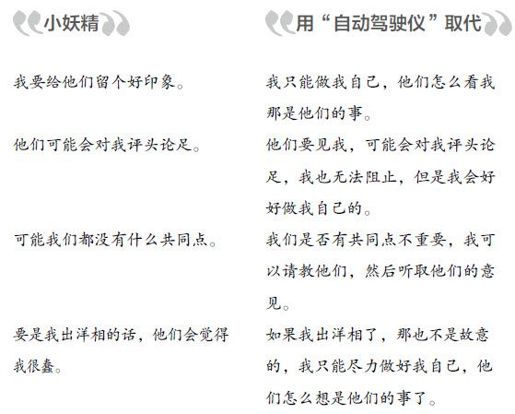 小妖精
用“自动驾驶仪”取代
我要给他们留个好印象。
我只能做我自己，他们怎么看我
那是他们的事。
他们可能会对我评头论足。
他们要见我，可能会对我评头论
足，我也无法阻止，但是我会好
好做我自己的。
可能我们都没有什么共同点。
我们是否有共同点不重要，我可
以请教他们，然后听取他们的意
见。
要是我出洋相的话，他们会觉得
我很蠢。
如果我出洋相了，那也不是故意
的，我只能尽力做好我自己，他
们怎么想是他们的事了。